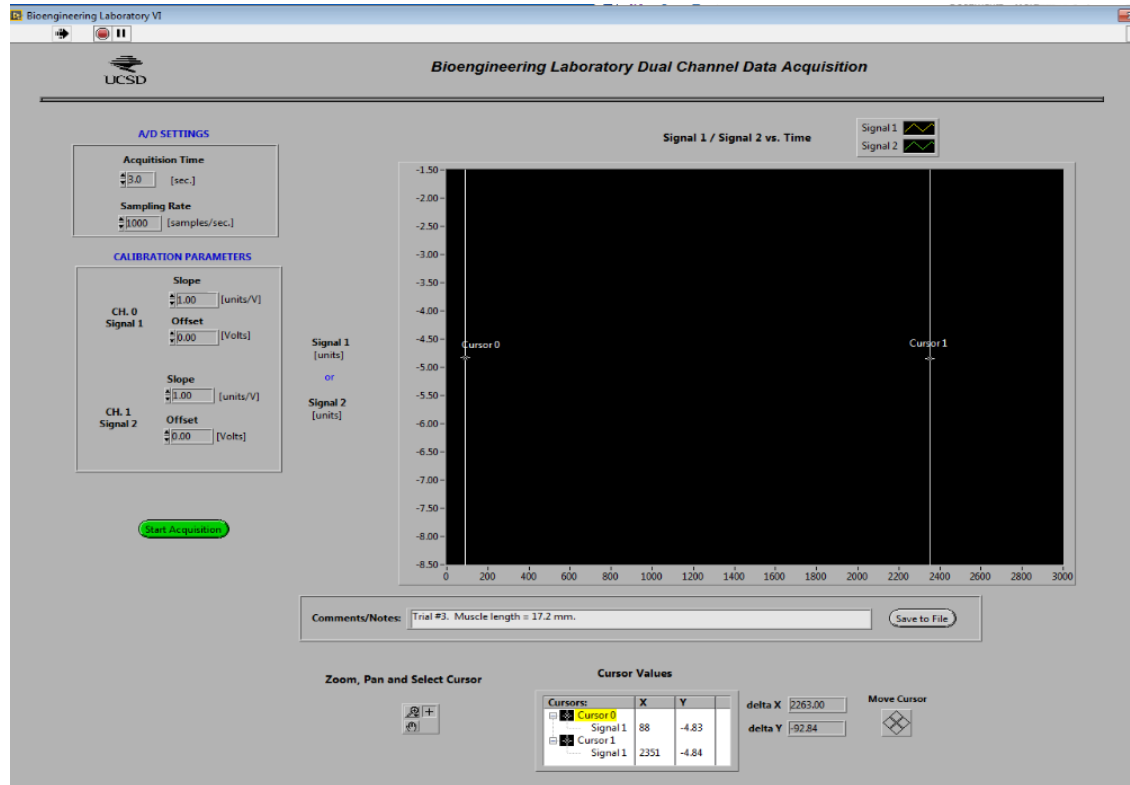 Bioengineering Laboratory VI
UCSD
Bioengineering Laboratory Dual Channel Data Acquisition
A/D SETTINGS
Acquitision Time
3.0 [sec.]
Sampling Rate
1000 [samples/sec.]
CALIBRATION PARAMETERS
CH. 0
Signal 1
Slope
1.00 [units/V]
Offset
0.00 [Volts]
CH. 1
Signal 2
Slope
1.00 [units/V]
Offset
0.00 [Volts]
Start Acquisition
Signal 1 / Signal 2 vs. Time
Signal 1
Signal 2
Signal 1
[units]
or
Signal 2
[units]
-1.50
-2.00
-2.50
-3.00
-3.50
-4.00
-4.50
-5.00
-5.50
-6.00
-6.50
-7.00
-7.50
-8.00
-8.50
Cursor 0
Cursor 1
0 200 400 600 800 1000 1200 1400 1600 1800 2000 2200 2400 2600 2800 3000
Comments/Notes: Trial #3. Muscle length = 17.2 mm. Save to File
Zoom, Pan and Select Cursor
Cursor Values
Cursors: X Y
Cursor 0
Signal 1 88 -4.83
Cursor 1
Signal 1 2351 -4.84
delta X 2263.00
delta Y -92.84
Move Cursor